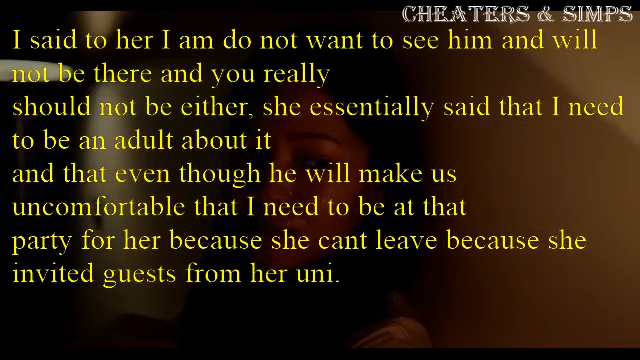 CHEATERS & SIMPS
I said to her I am do not want to see him and will
not be there and you really
should not be either, she essentially said that I need
to be an adult about it
and that even though he will make us
uncomfortable that I need to be at that
party for her because she cant leave because she
invited guests from her uni.